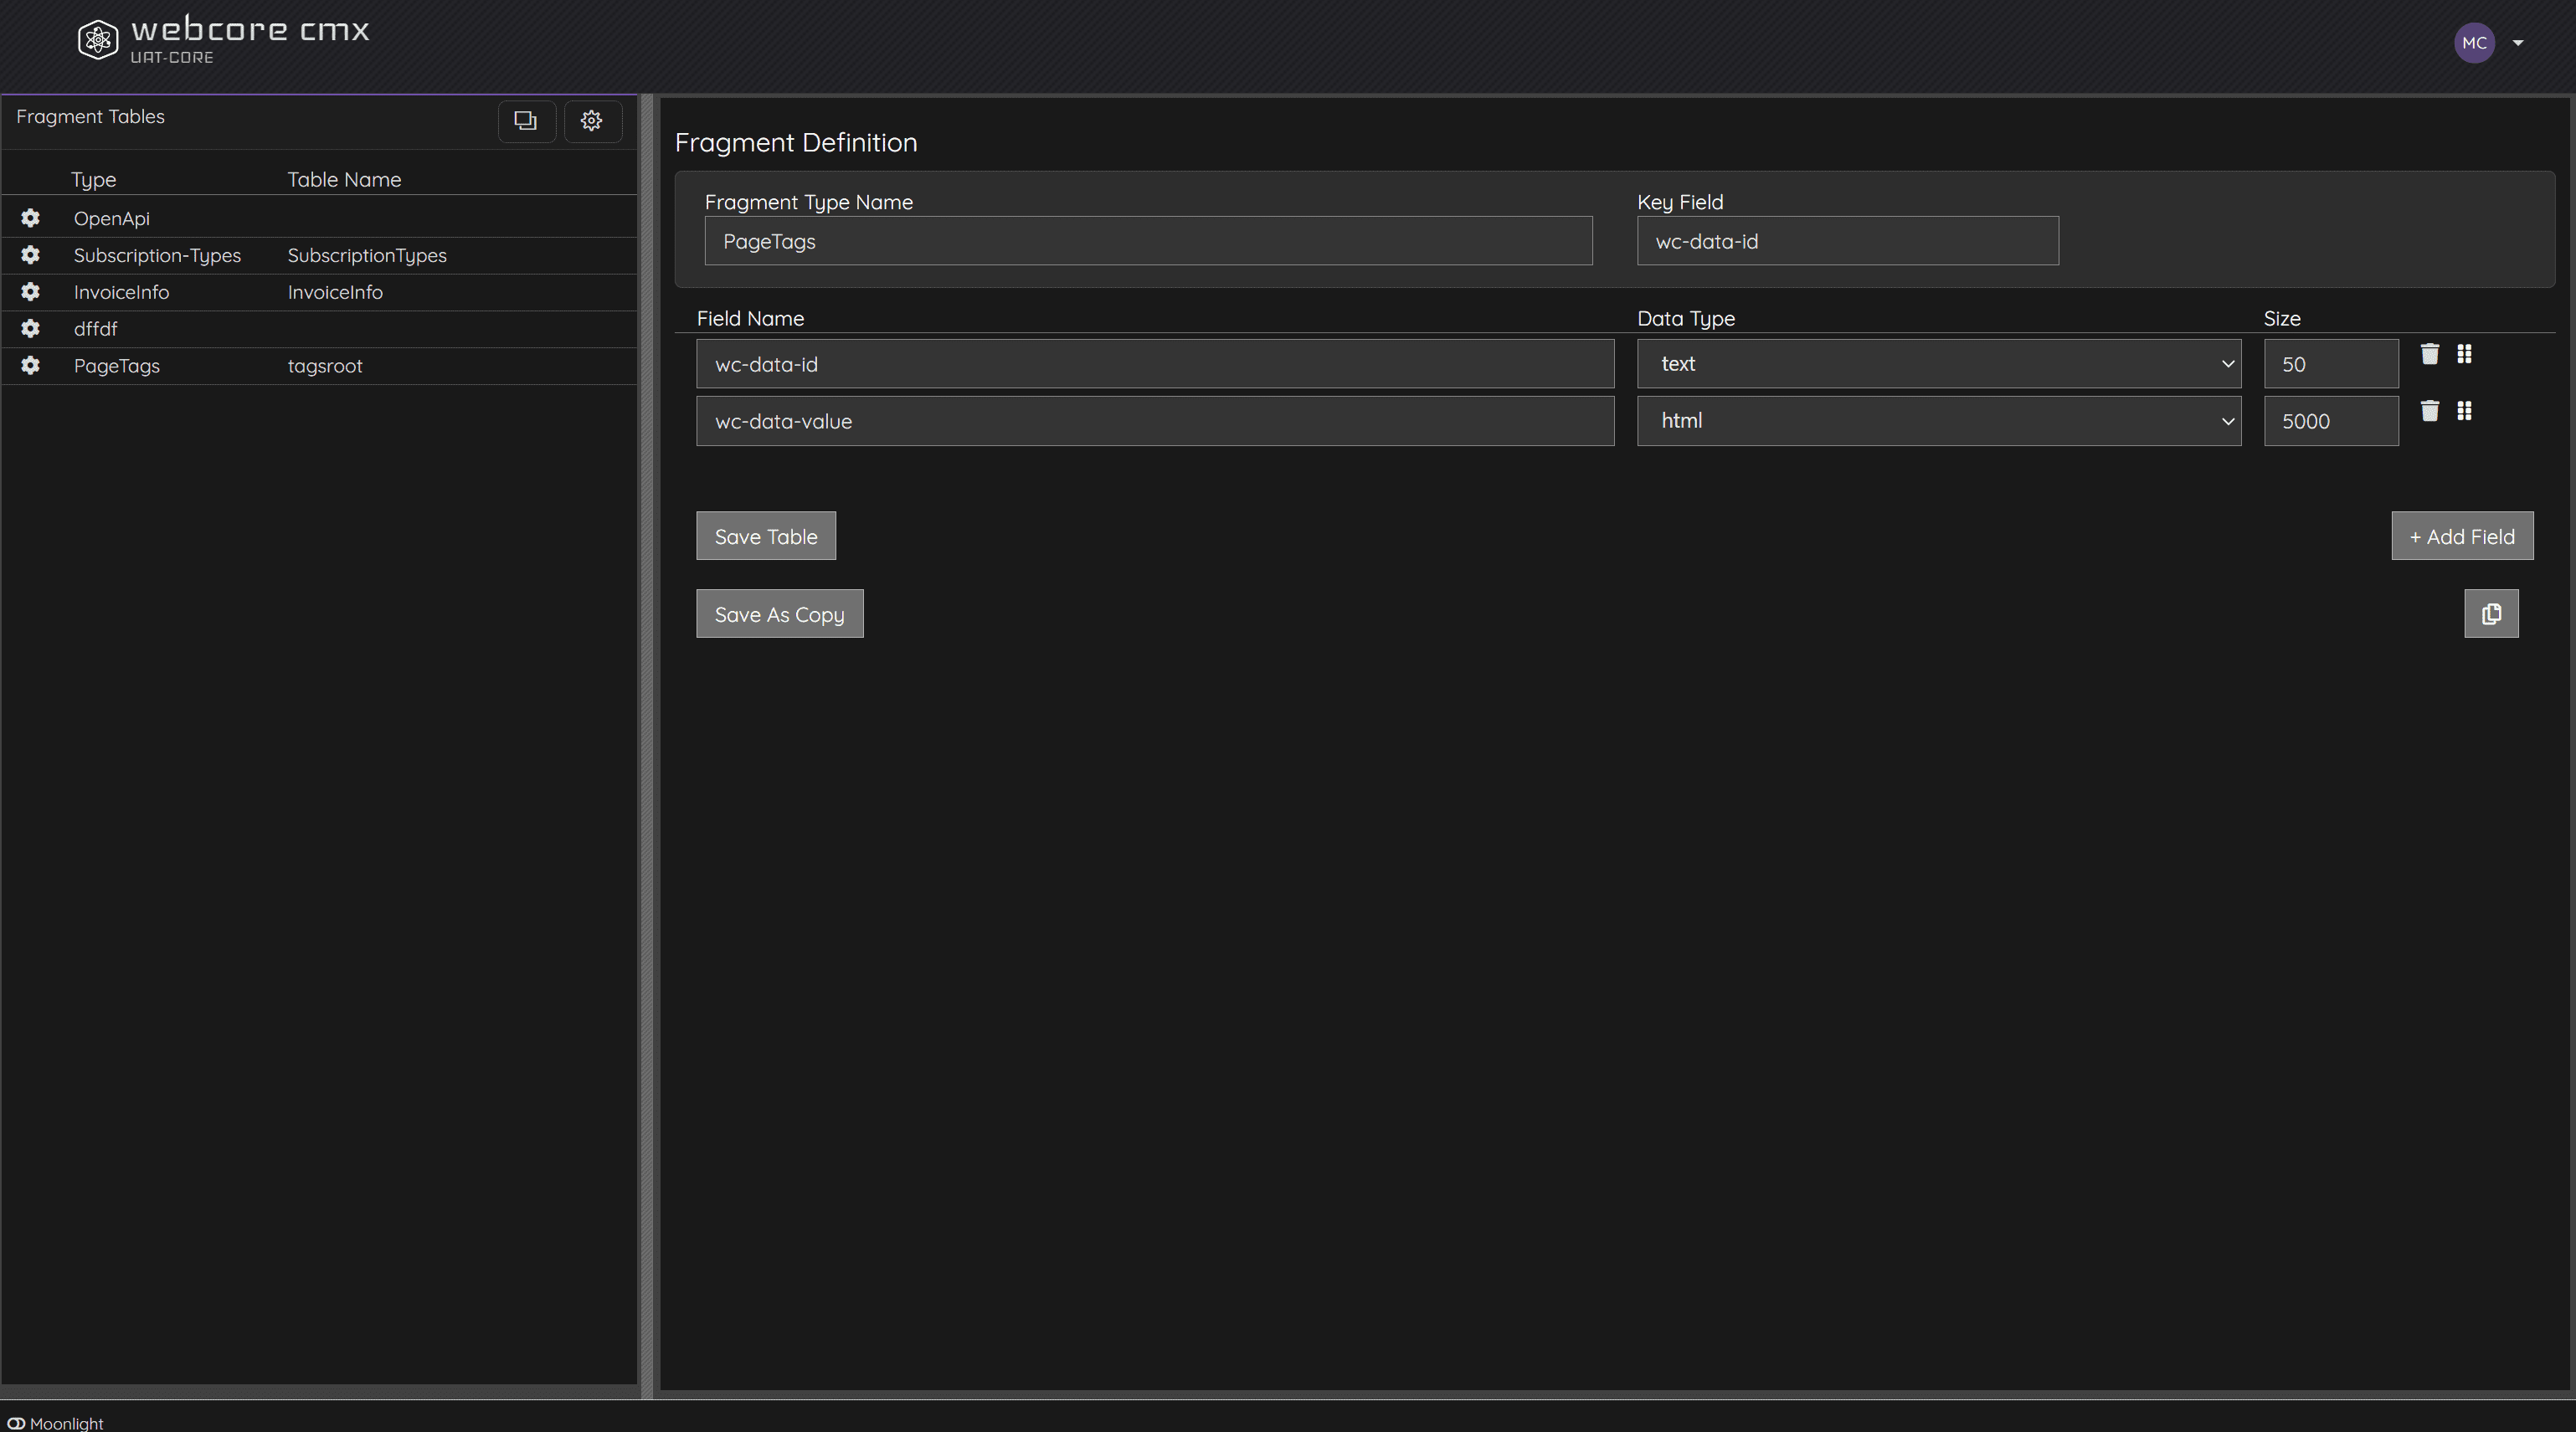 webcore cmx
UAT-CORE
MC
Fragment Tables
Type Table Name
OpenApi
Subscription-Types SubscriptionTypes
InvoiceInfo InvoiceInfo
dffdf
PageTags tagsroot
Fragment Definition
Fragment Type Name Key Field
PageTags wc-data-id
Field Name Data Type Size
wc-data-id text 50
wc-data-value html 5000
Save Table + Add Field
Save As Copy
Moonlight